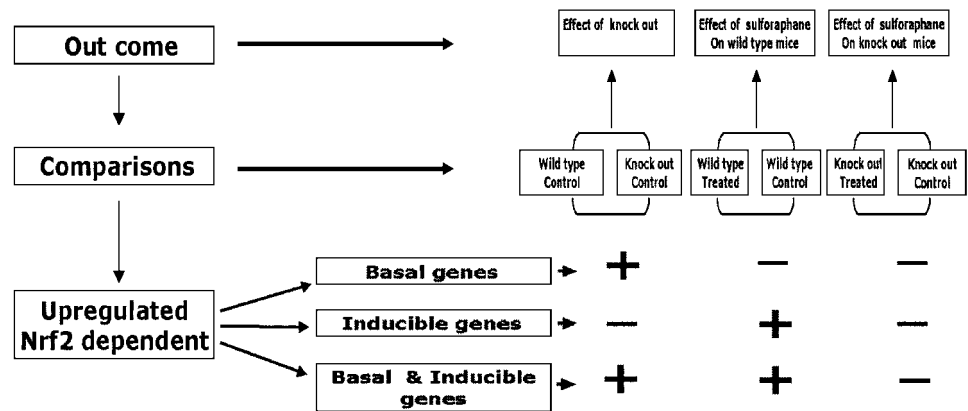 Out come
Effect of knock out
Effect of sulforaphane
On wild type mice
Effect of sulforaphane
On knock out mice
Comparisons
Wild type
Control
Knock out
Control
Wild type
Treated
Wild type
Control
Knock out
Treated
Knock out
Control
Upregulated
Nrf2 dependent
Basal genes
+ − −
Inducible genes
− + −
Basal & Inducible
genes
+ + −